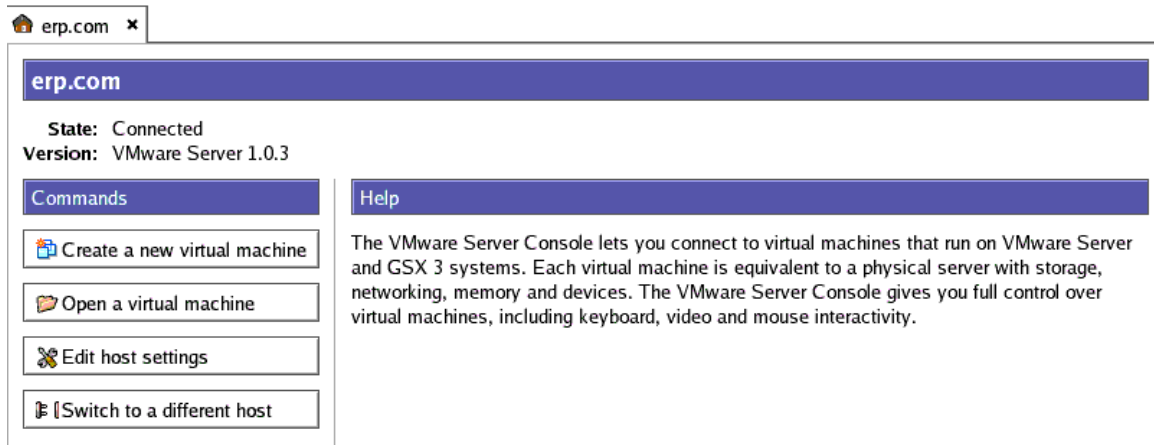 erp.com
erp.com
State: Connected
Version: VMware Server 1.0.3
Commands
Create a new virtual machine
Open a virtual machine
Edit host settings
Switch to a different host
Help
The VMware Server Console lets you connect to virtual machines that run on VMware Server
and GSX 3 systems. Each virtual machine is equivalent to a physical server with storage,
networking, memory and devices. The VMware Server Console gives you full control over
virtual machines, including keyboard, video and mouse interactivity.